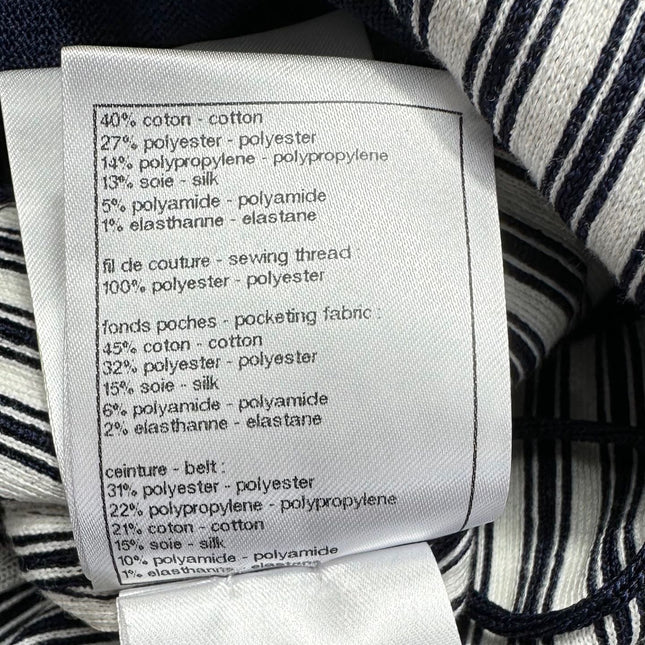 40% coton - cotton
27% polyester - polyester
14% polypropylene - polypropylene
13% soie - silk
5% polyamide - polyamide
1% elasthanne - elastane
fil de couture - sewing thread :
100% polyester - polyester
fonds poches - pocketing fabric :
45% coton - cotton
32% polyester - polyester
15% soie - silk
6% polyamide - polyamide
2% elasthanne - elastane
ceinture - belt :
31% polyester - polyester
22% polypropylene - polypropylene
21% coton - cotton
15% soie - silk
10% polyamide - polyamide
1% elasthanne - elastane